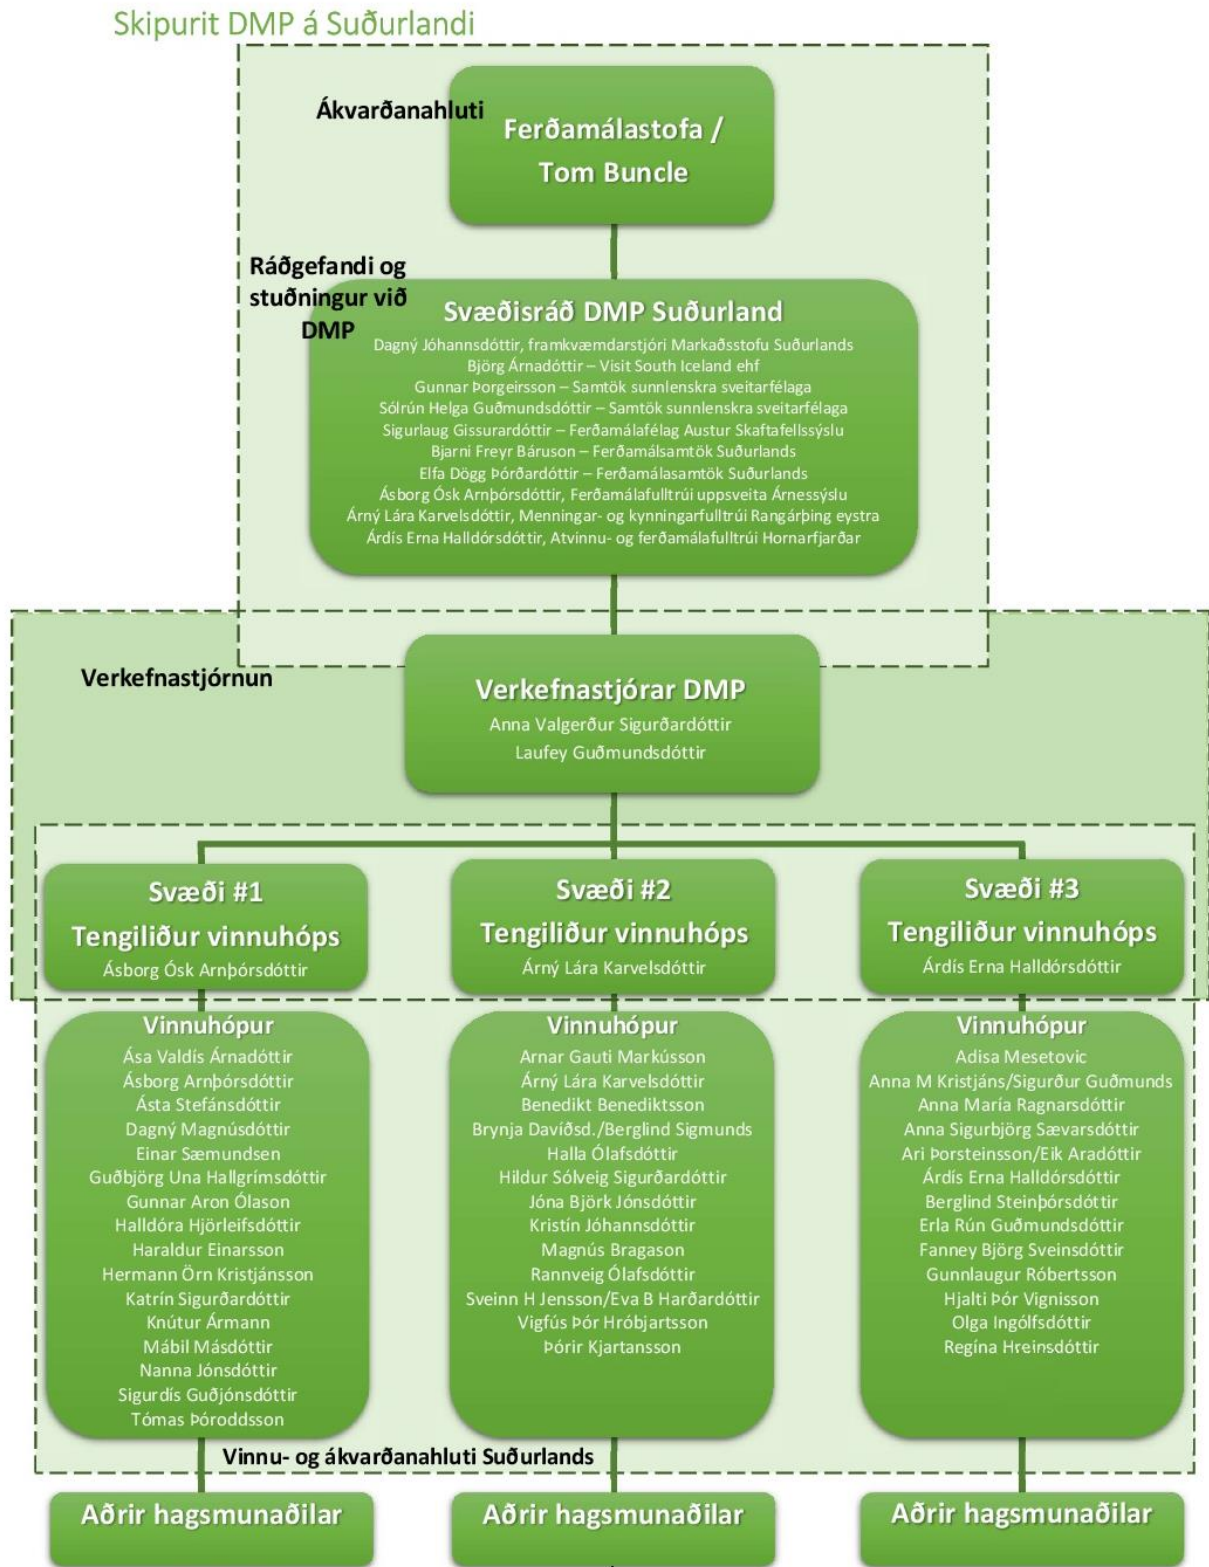 Skipurit DMP á Suðurlandi
Ákvarðanahluti
Ferðamálastofa /
Tom Buncle
Ráðgefandi og
stuðningur við
DMP
Svæðisráð DMP Suðurland
Dagný Jóhannsdóttir, framkvæmdarstjóri Markaðsstofu Suðurlands
Björg Árnadóttir – Visit South Iceland ehf
Gunnar Þorgeirsson – Samtök sunnlenskra sveitarfélaga
Sólrún Helga Guðmundsdóttir – Samtök sunnlenskra sveitarfélaga
Sigurlaug Gissurardóttir – Ferðamálafélag Austur Skaftafellssýslu
Bjarni Freyr Báruson – Ferðamálsamtök Suðurlands
Elfa Dögg Þórðardóttir – Ferðamálasamtök Suðurlands
Ásborg Ósk Arnþórsdóttir, Ferðamálafulltrúi uppsveita Árnessýslu
Árný Lára Karvelsdóttir, Menningar- og kynningarfulltrúi Rangárþing eystra
Árdís Erna Halldórsdóttir, Atvinnu- og ferðamálafulltrúi Hornarfjarðar
Verkefnastjórnun
Verkefnastjórar DMP
Anna Valgerður Sigurðardóttir
Laufey Guðmundsdóttir
Svæði #1
Tengiliður vinnuhóps
Ásborg Ósk Arnþórsdóttir
Svæði #2
Tengiliður vinnuhóps
Árný Lára Karvelsdóttir
Svæði #3
Tengiliður vinnuhóps
Árdís Erna Halldórsdóttir
Vinnuhópur
Ása Valdís Árnadóttir
Ásborg Arnþórsdóttir
Ásta Stefánsdóttir
Dagný Magnúsdóttir
Einar Sæmundsen
Guðbjörg Una Hallgrímsdóttir
Gunnar Aron Ólason
Halldóra Hjörleifsdóttir
Haraldur Einarsson
Hermann Örn Kristjánsson
Katrín Sigurðardóttir
Knútur Ármann
Mábil Másdóttir
Nanna Jónsdóttir
Sigurdís Guðjónsdóttir
Tómas Þóroddsson
Vinnuhópur
Arnar Gauti Markússon
Árný Lára Karvelsdóttir
Benedikt Benediktsson
Brynja Davíðsd./Berglind Sigmunds
Halla Ólafsdóttir
Hildur Sólveig Sigurðardóttir
Jóna Björk Jónsdóttir
Kristín Jóhannsdóttir
Magnús Bragason
Rannveig Ólafsdóttir
Sveinn H Jensson/Eva B Harðardóttir
Vigfús Þór Hróbjartsson
Þórir Kjartansson
Vinnuhópur
Adisa Mesetovic
Anna M Kristjáns/Sigurður Guðmunds
Anna María Ragnarsdóttir
Anna Sigurbjörg Sævarsdóttir
Ari Þorsteinsson/Eik Aradóttir
Árdís Erna Halldórsdóttir
Berglind Steinþórsdóttir
Erla Rún Guðmundsdóttir
Fanney Björg Sveinsdóttir
Gunnlaugur Róbertsson
Hjalti Þór Vignisson
Olga Ingólfsdóttir
Regína Hreinsdóttir
Vinnu- og ákvarðanahluti Suðurlands
Aðrir hagsmunaðilar
Aðrir hagsmunaðilar
Aðrir hagsmunaðilar